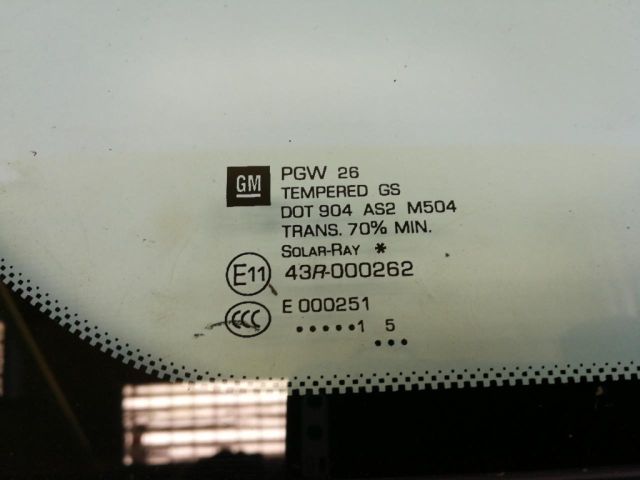 GM
PGW 26
TEMPERED GS
DOT 904 AS2 M504
TRANS. 70% MIN.
SOLAR-RAY *
E11 43R-000262
CCC E 000251
•••••1 5
•••